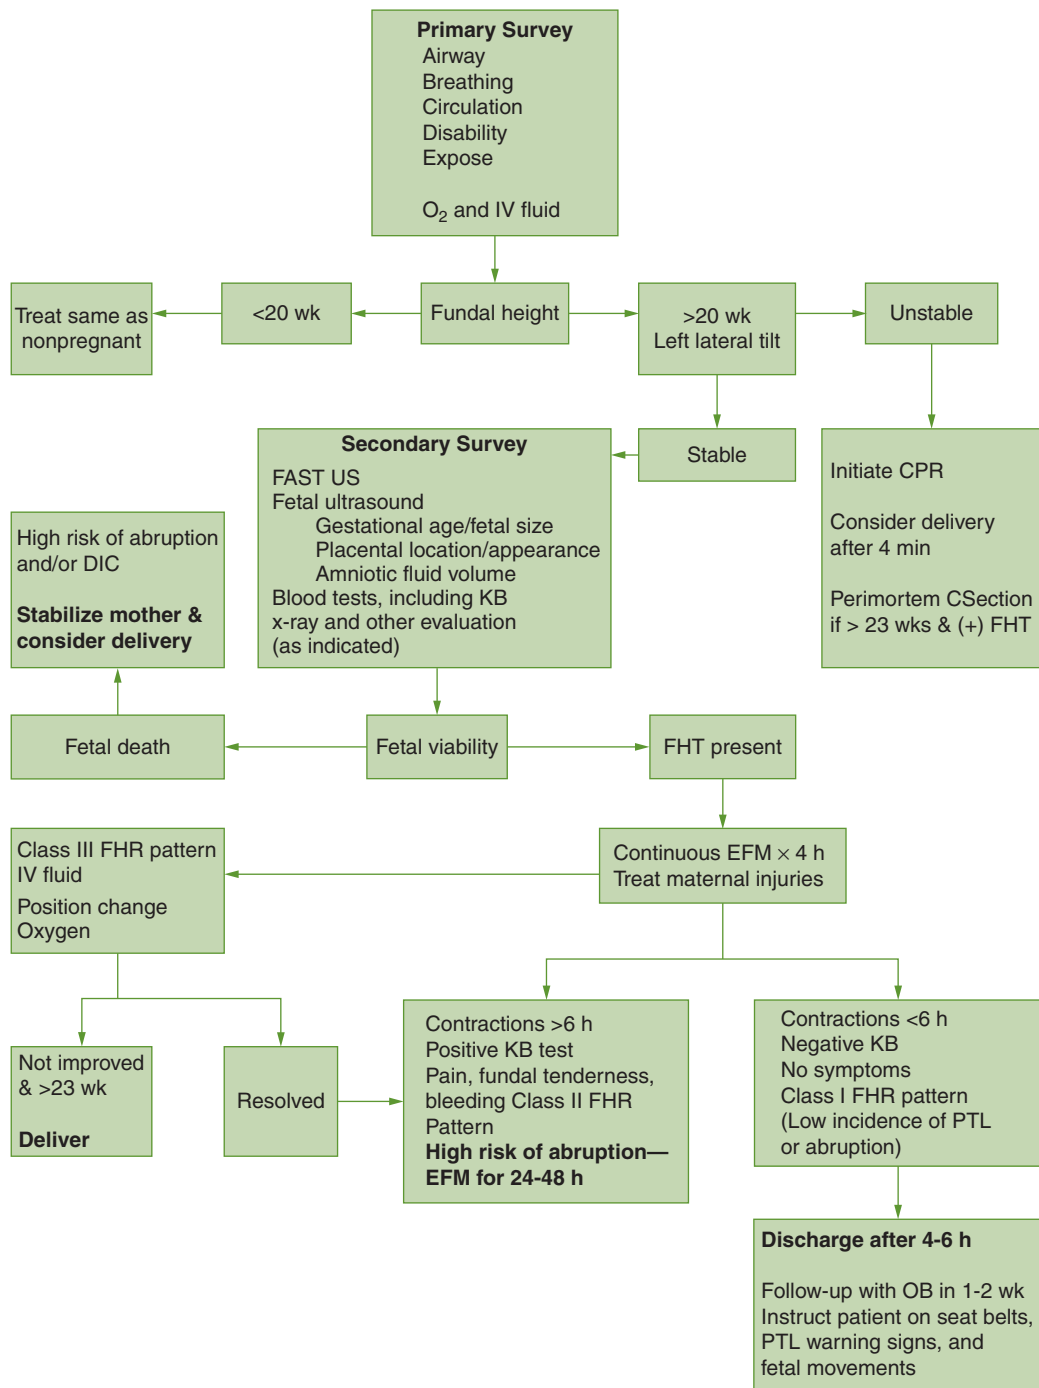 Primary Survey
Airway
Breathing
Circulation
Disability
Expose
O₂ and IV fluid
Treat same as
nonpregnant
<20 wk
Fundal height
>20 wk
Left lateral tilt
Unstable
Secondary Survey
FAST US
Fetal ultrasound
Gestational age/fetal size
Placental location/appearance
Amniotic fluid volume
Blood tests, including KB
x-ray and other evaluation
(as indicated)
Stable
Initiate CPR
Consider delivery
after 4 min
Perimortem CSection
if > 23 wks & (+) FHT
High risk of abruption
and/or DIC
Stabilize mother &
consider delivery
Fetal death
Fetal viability
FHT present
Class III FHR pattern
IV fluid
Position change
Oxygen
Continuous EFM × 4 h
Treat maternal injuries
Not improved
& >23 wk
Deliver
Resolved
Contractions >6 h
Positive KB test
Pain, fundal tenderness,
bleeding Class II FHR
Pattern
High risk of abruption—
EFM for 24-48 h
Contractions <6 h
Negative KB
No symptoms
Class I FHR pattern
(Low incidence of PTL
or abruption)
Discharge after 4-6 h
Follow-up with OB in 1-2 wk
Instruct patient on seat belts,
PTL warning signs, and
fetal movements